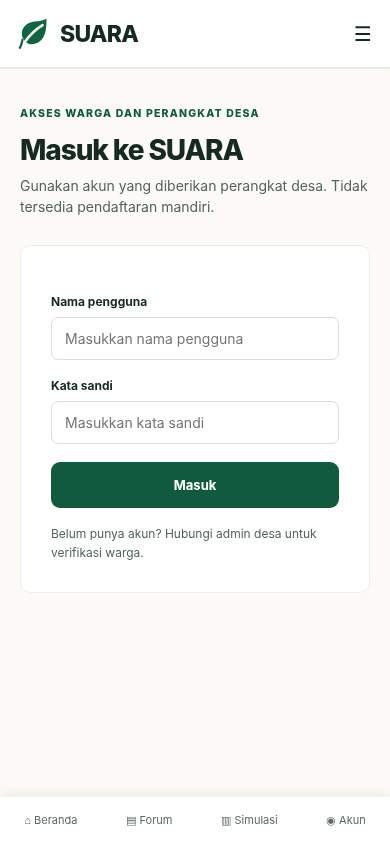 SUARA
AKSES WARGA DAN PERANGKAT DESA
Masuk ke SUARA
Gunakan akun yang diberikan perangkat desa. Tidak
tersedia pendaftaran mandiri.
Nama pengguna
Masukkan nama pengguna
Kata sandi
Masukkan kata sandi
Masuk
Belum punya akun? Hubungi admin desa untuk
verifikasi warga.
Beranda Forum Simulasi Akun